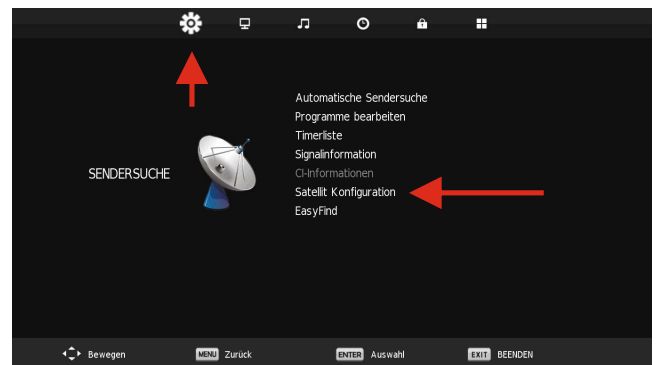 Automatische Sendersuche
Programme bearbeiten
Timerliste
Signalinformation
SENDERSUCHE
CI-Informationen
Satellit Konfiguration
EasyFind
Bewegen
MENU Zurück
ENTER Auswahl
EXIT BEENDEN